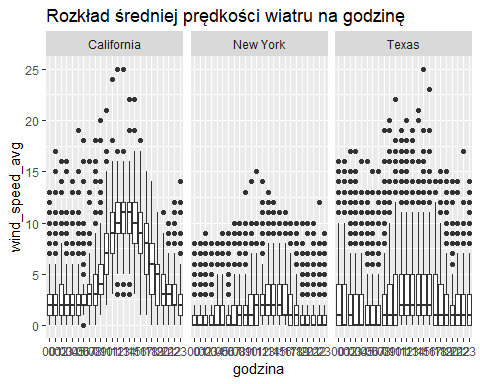 Rozkład średniej prędkości wiatru na godzinę
California New York Texas
25
20
15
10
5
0
wind_speed_avg
godzina